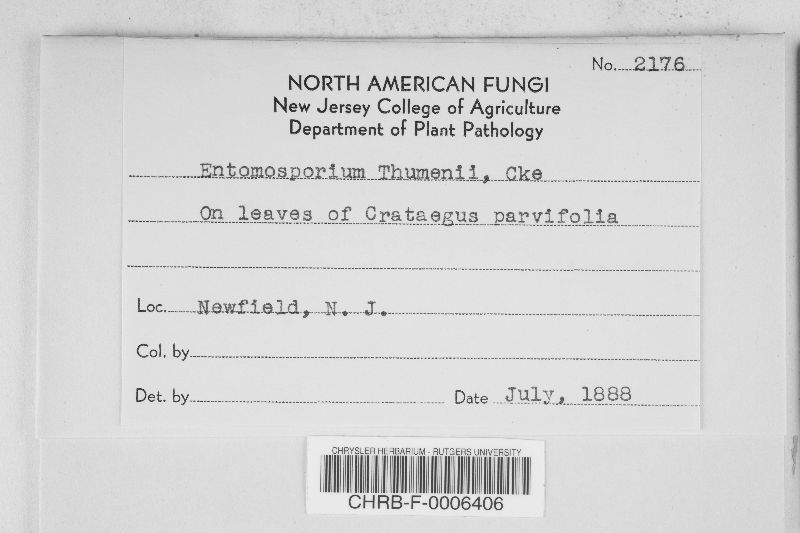 No. 2176
NORTH AMERICAN FUNGI
New Jersey College of Agriculture
Department of Plant Pathology
Entomosporium Thumenii, Cke
On leaves of Crataegus parvifolia
Loc. Newfield, N. J.
Col. by
Det. by Date July, 1888
CHRYSLER HERBARIUM - RUTGERS UNIVERSITY
CHRB-F-0006406